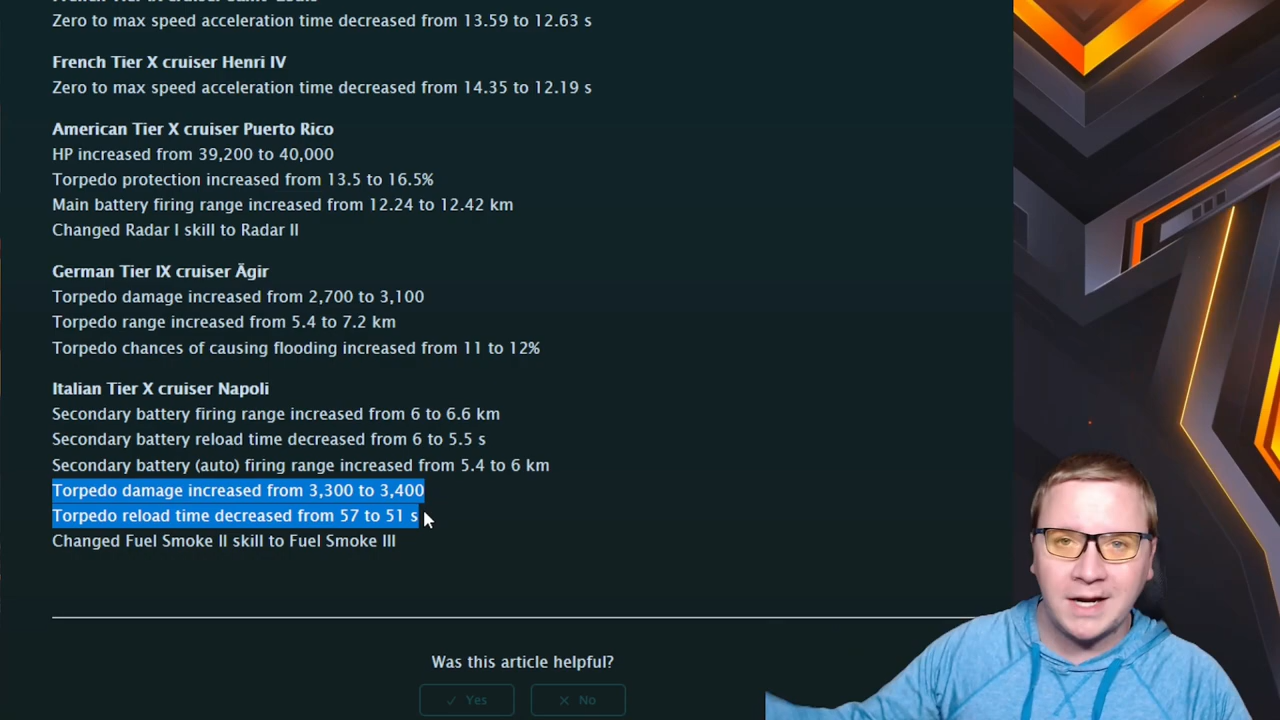 Zero to max speed acceleration time decreased from 13.59 to 12.63 s
French Tier X cruiser Henri IV
Zero to max speed acceleration time decreased from 14.35 to 12.19 s
American Tier X cruiser Puerto Rico
HP increased from 39,200 to 40,000
Torpedo protection increased from 13.5 to 16.5%
Main battery firing range increased from 12.24 to 12.42 km
Changed Radar I skill to Radar II
German Tier IX cruiser Ägir
Torpedo damage increased from 2,700 to 3,100
Torpedo range increased from 5.4 to 7.2 km
Torpedo chances of causing flooding increased from 11 to 12%
Italian Tier X cruiser Napoli
Secondary battery firing range increased from 6 to 6.6 km
Secondary battery reload time decreased from 6 to 5.5 s
Secondary battery (auto) firing range increased from 5.4 to 6 km
Torpedo damage increased from 3,300 to 3,400
Torpedo reload time decreased from 57 to 51 s
Changed Fuel Smoke II skill to Fuel Smoke III
Was this article helpful?
Yes
No